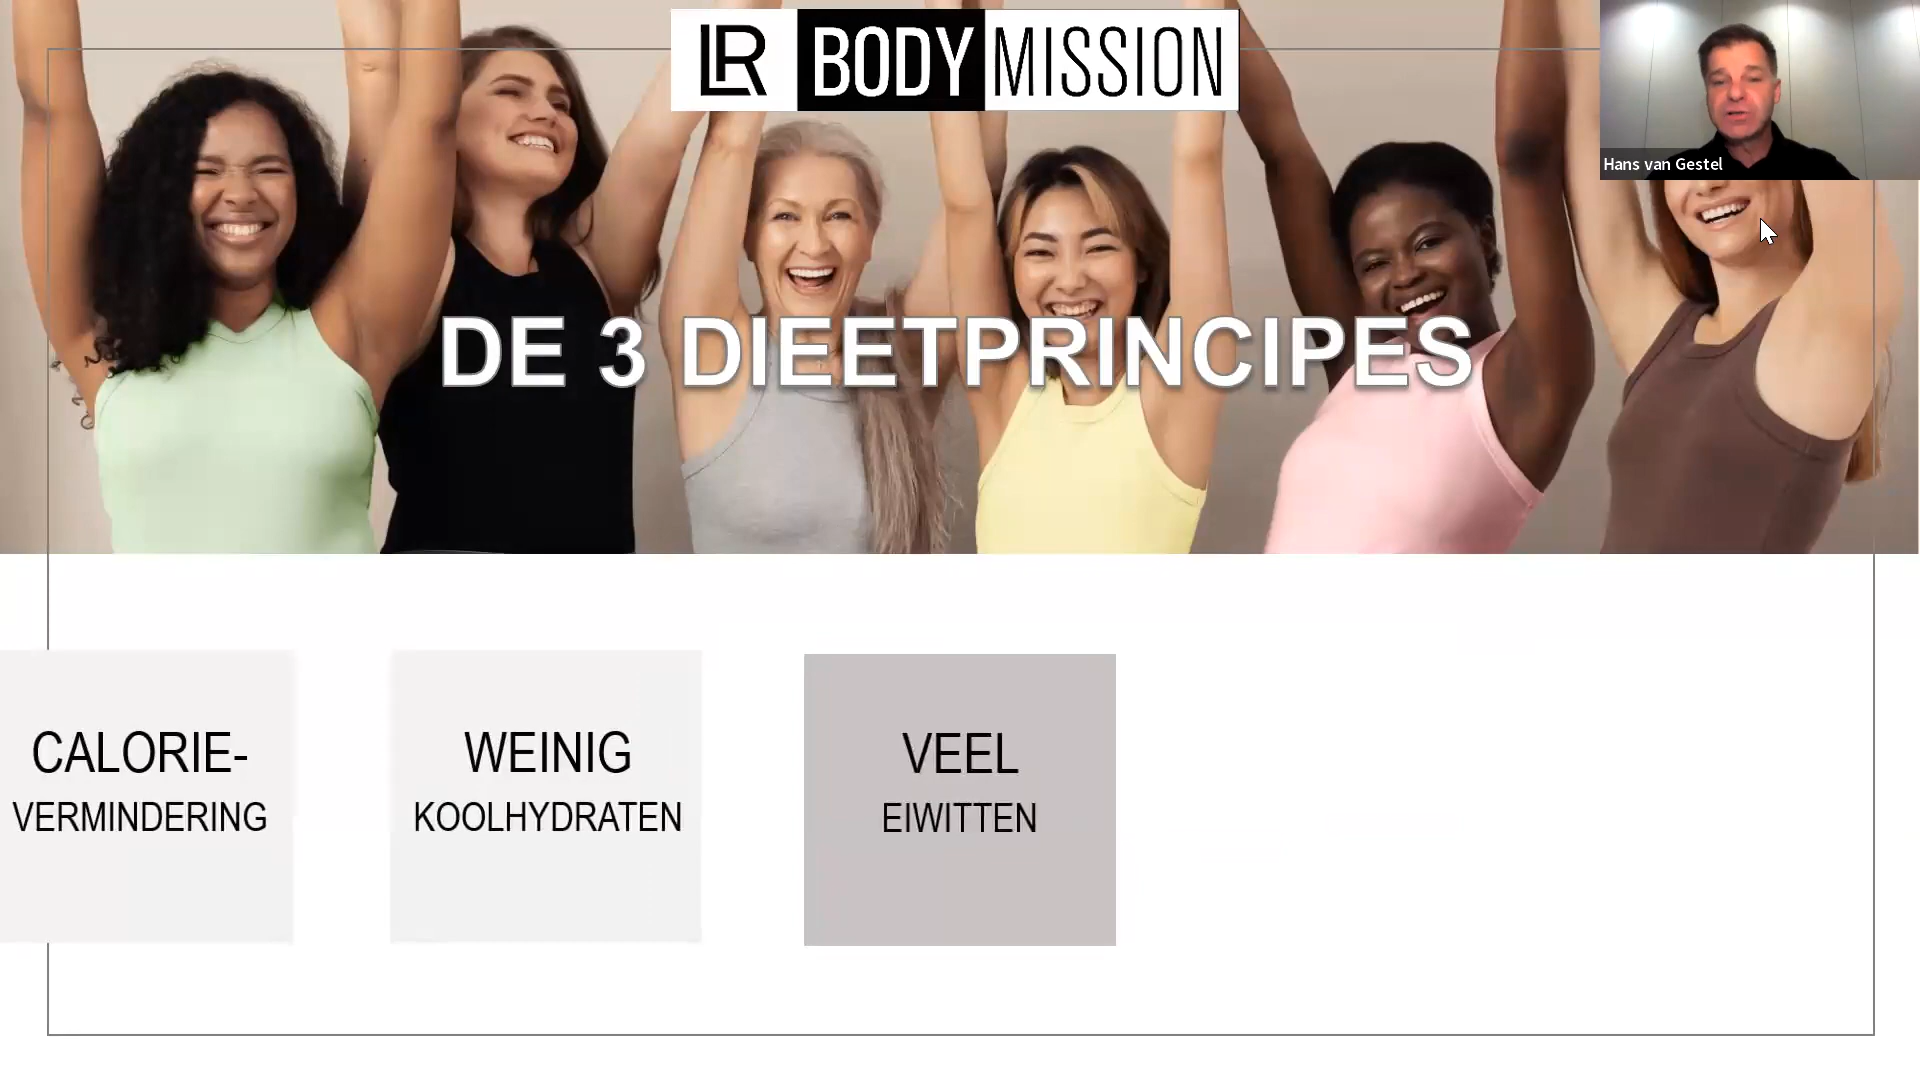 LR BODY MISSION
Hans van Gestel
DE 3 DIEETPRINCIPES
CALORIE-
VERMINDERING
WEINIG
KOOLHYDRATEN
VEEL
EIWITTEN